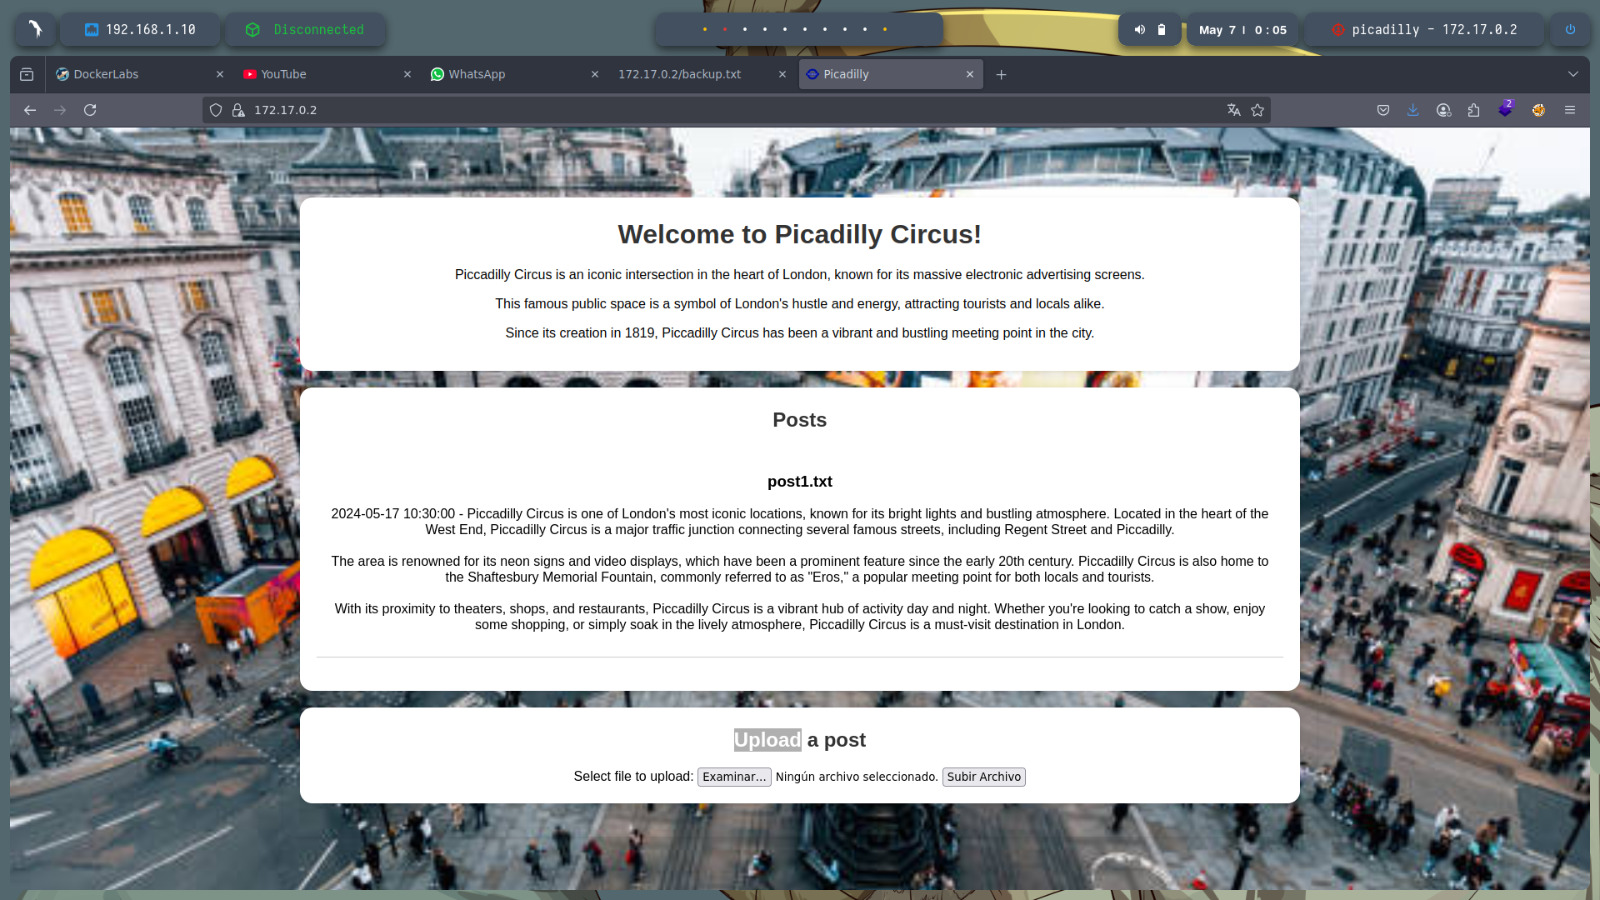 192.168.1.10
Disconnected
May 7 | 0:05
picadilly - 172.17.0.2
DockerLabs
YouTube
WhatsApp
172.17.0.2/backup.txt
Picadilly
172.17.0.2
2
Welcome to Picadilly Circus!
Piccadilly Circus is an iconic intersection in the heart of London, known for its massive electronic advertising screens.
This famous public space is a symbol of London's hustle and energy, attracting tourists and locals alike.
Since its creation in 1819, Piccadilly Circus has been a vibrant and bustling meeting point in the city.
Posts
post1.txt
2024-05-17 10:30:00 - Piccadilly Circus is one of London's most iconic locations, known for its bright lights and bustling atmosphere. Located in the heart of the
West End, Piccadilly Circus is a major traffic junction connecting several famous streets, including Regent Street and Piccadilly.
The area is renowned for its neon signs and video displays, which have been a prominent feature since the early 20th century. Piccadilly Circus is also home to
the Shaftesbury Memorial Fountain, commonly referred to as "Eros," a popular meeting point for both locals and tourists.
With its proximity to theaters, shops, and restaurants, Piccadilly Circus is a vibrant hub of activity day and night. Whether you're looking to catch a show, enjoy
some shopping, or simply soak in the lively atmosphere, Piccadilly Circus is a must-visit destination in London.
Upload a post
Select file to upload: Examinar... Ningún archivo seleccionado. Subir Archivo